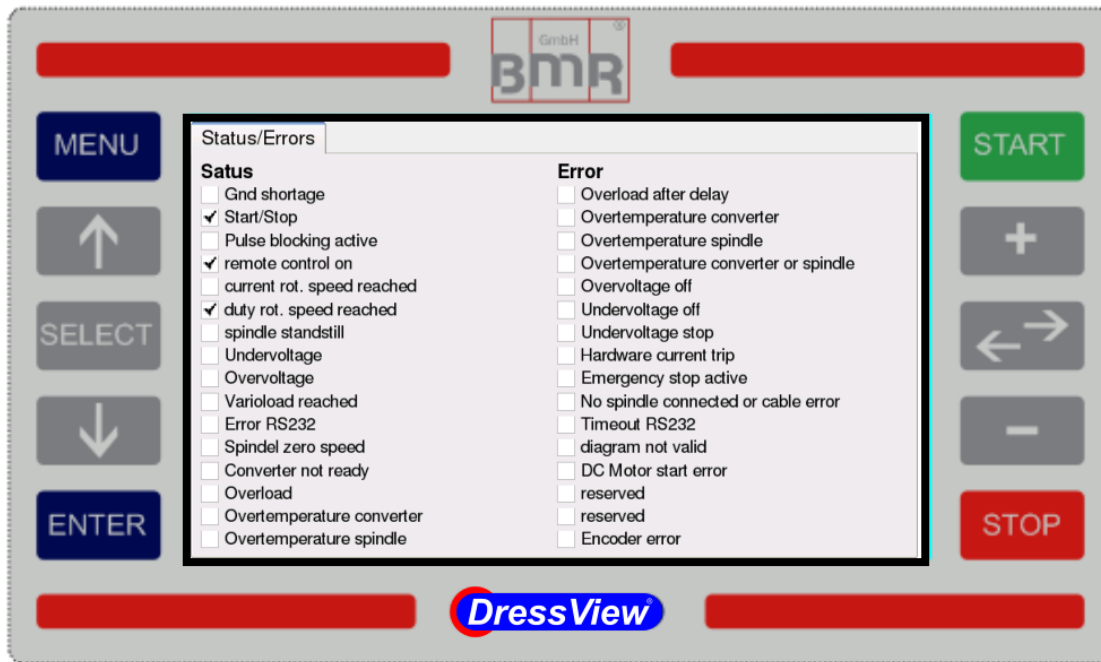 GmbH ®
BMR
MENU
SELECT
ENTER
Status/Errors
Satus
Gnd shortage
Start/Stop
Pulse blocking active
remote control on
current rot. speed reached
duty rot. speed reached
spindle standstill
Undervoltage
Overvoltage
Varioload reached
Error RS232
Spindel zero speed
Converter not ready
Overload
Overtemperature converter
Overtemperature spindle
Error
Overload after delay
Overtemperature converter
Overtemperature spindle
Overtemperature converter or spindle
Overvoltage off
Undervoltage off
Undervoltage stop
Hardware current trip
Emergency stop active
No spindle connected or cable error
Timeout RS232
diagram not valid
DC Motor start error
reserved
reserved
Encoder error
START
+
−
STOP
DressView®